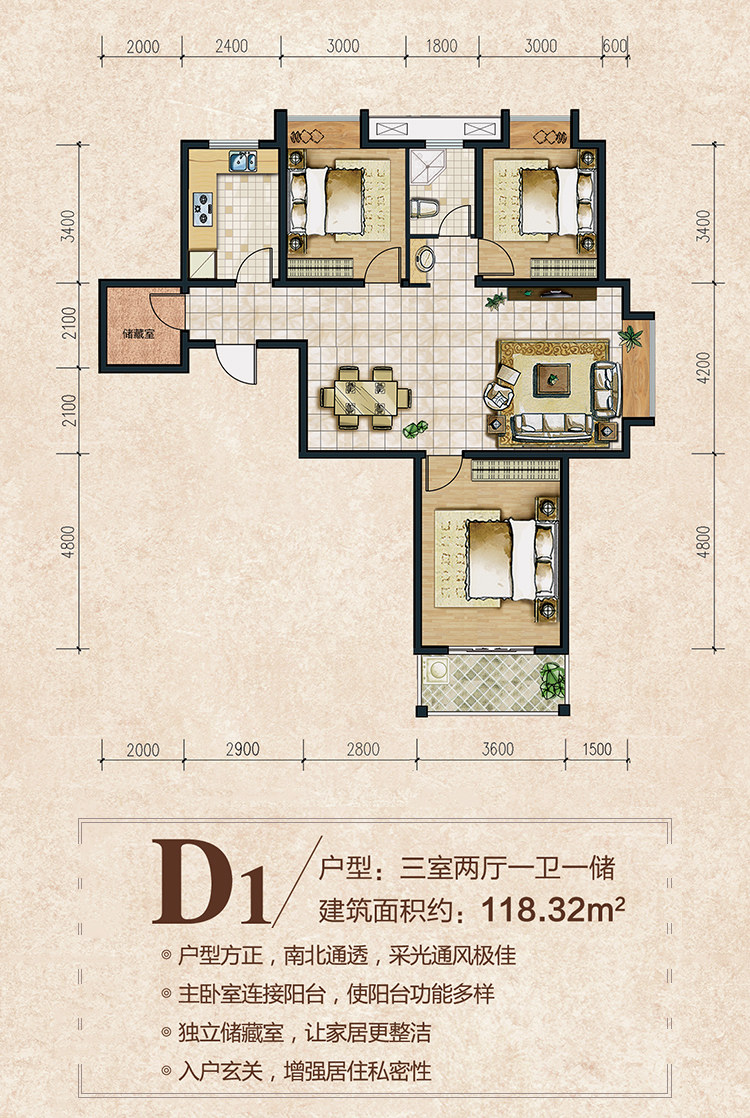 2000 2400 3000 1800 3000 600
3400
3400
2100
4200
2100
储藏室
4800
4800
2000 2900 2800 3600 1500
D1
户型：三室两厅一卫一储
建筑面积约：118.32m²
户型方正，南北通透，采光通风极佳
主卧室连接阳台，使阳台功能多样
独立储藏室，让家居更整洁
入户玄关，增强居住私密性